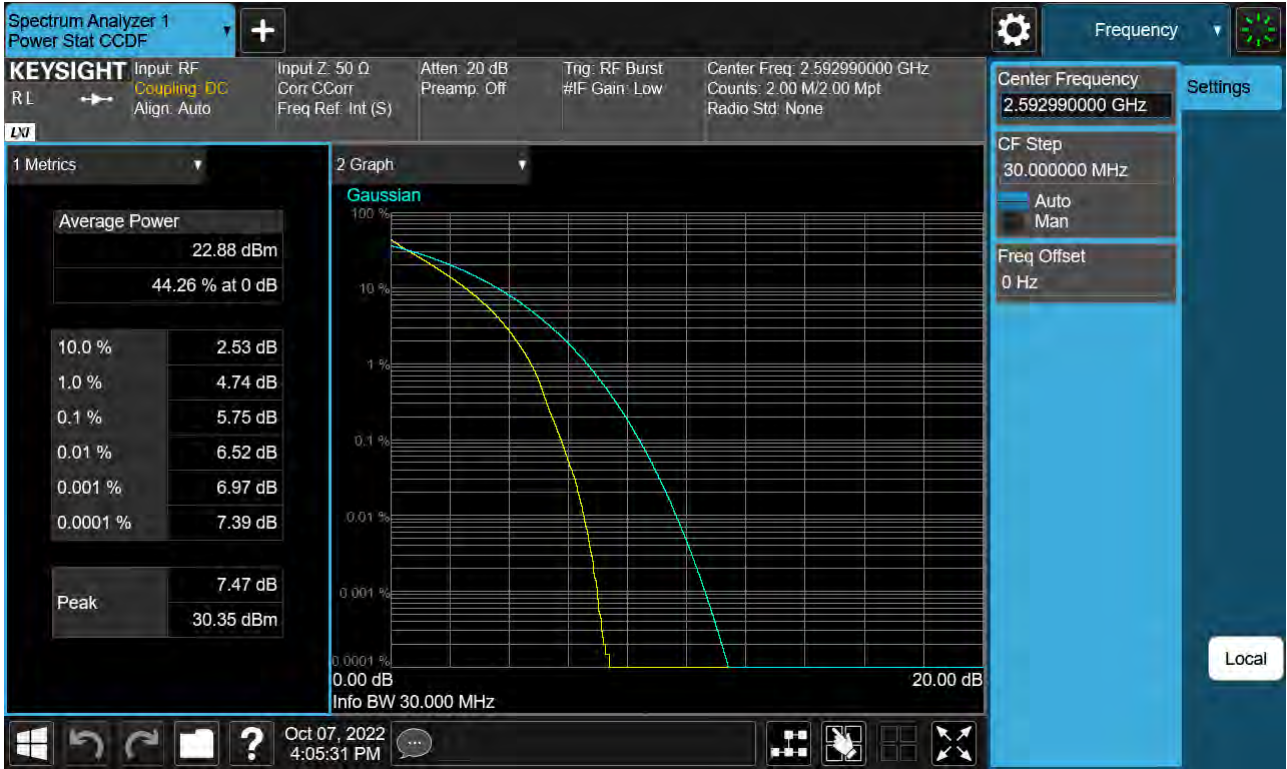 Spectrum Analyzer 1
Power Stat CCDF
Frequency
KEYSIGHT
R L
LXI
Input: RF
Coupling: DC
Align: Auto
Input Z: 50 Ω
Corr CCorr
Freq Ref: Int (S)
Atten: 20 dB
Preamp: Off
Trig: RF Burst
#IF Gain: Low
Center Freq: 2.592990000 GHz
Counts: 2.00 M/2.00 Mpt
Radio Std: None
1 Metrics
Average Power
22.88 dBm
44.26 % at 0 dB
10.0 % 2.53 dB
1.0 % 4.74 dB
0.1 % 5.75 dB
0.01 % 6.52 dB
0.001 % 6.97 dB
0.0001 % 7.39 dB
Peak
7.47 dB
30.35 dBm
2 Graph
Gaussian
100 %
10 %
1 %
0.1 %
0.01 %
0.001 %
0.0001 %
0.00 dB 20.00 dB
Info BW 30.000 MHz
Center Frequency
2.592990000 GHz
CF Step
30.000000 MHz
Auto
Man
Freq Offset
0 Hz
Settings
Local
?
Oct 07, 2022
4:05:31 PM